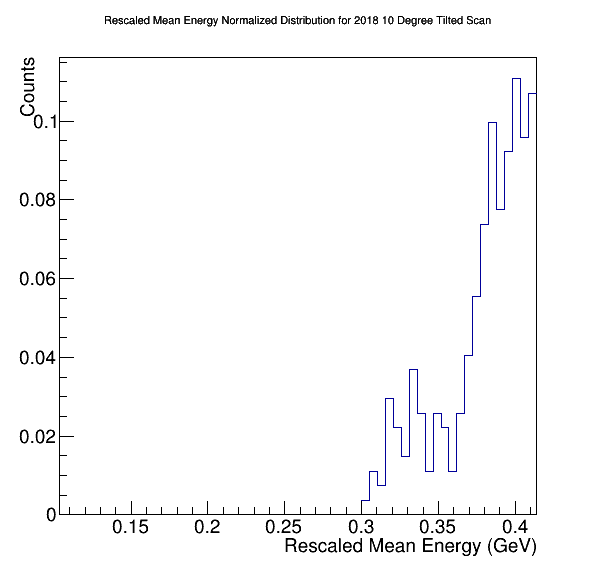 Rescaled Mean Energy Normalized Distribution for 2018 10 Degree Tilted Scan
Counts
0.1
0.08
0.06
0.04
0.02
0
0.15 0.2 0.25 0.3 0.35 0.4
Rescaled Mean Energy (GeV)